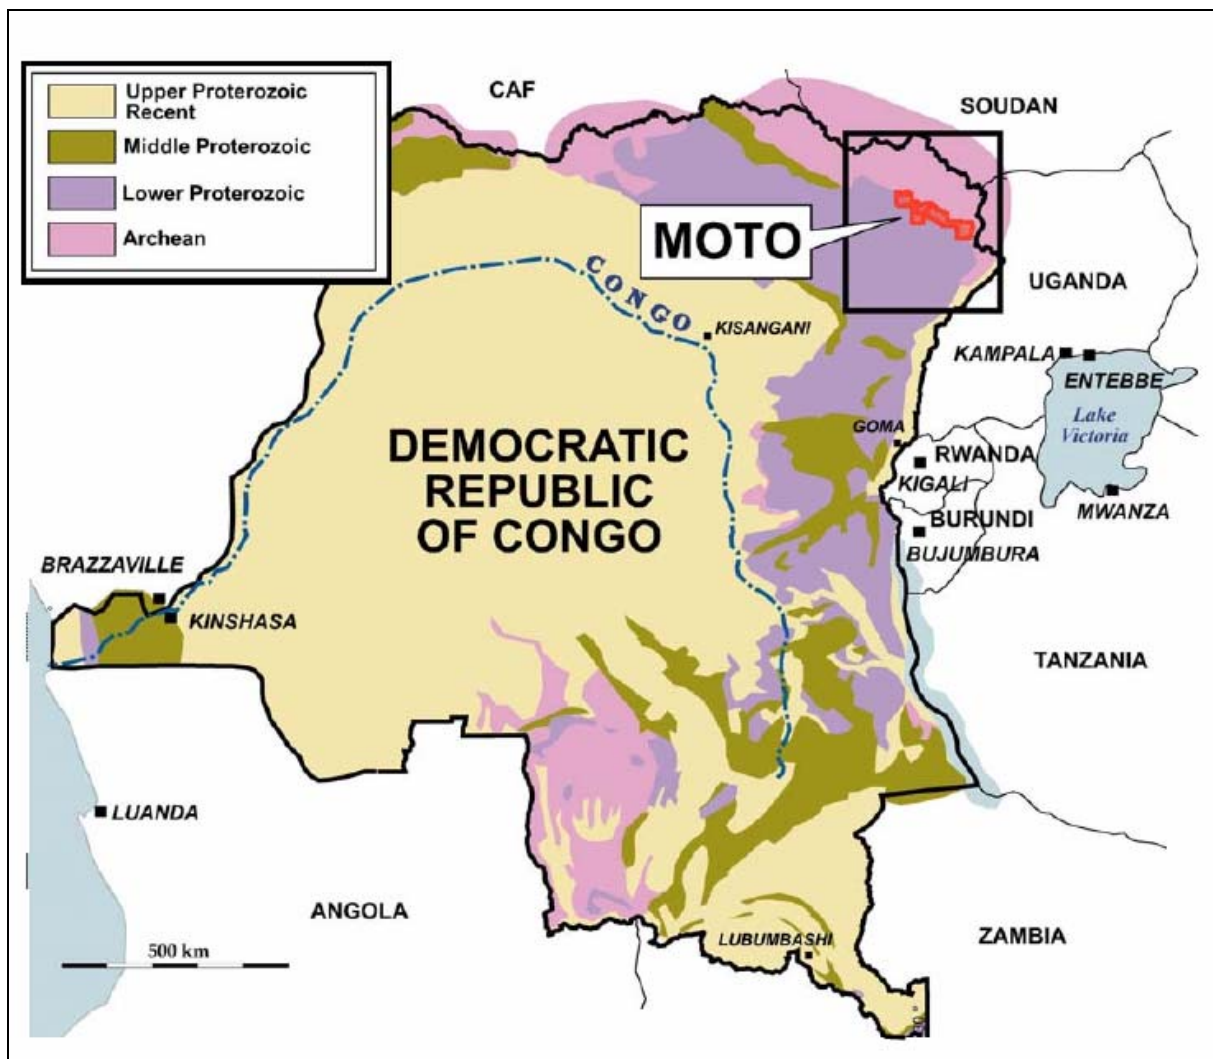 Upper Proterozoic
Recent
Middle Proterozoic
Lower Proterozoic
Archean
CAF
SOUDAN
MOTO
CONGO
KISANGANI
UGANDA
KAMPALA
ENTEBBE
Lake
Victoria
GOMA
RWANDA
KIGALI
MWANZA
BURUNDI
BUJUMBURA
DEMOCRATIC
REPUBLIC
OF CONGO
BRAZZAVILLE
KINSHASA
TANZANIA
LUANDA
ANGOLA
ZAMBIA
LUBUMBASHI
500 km